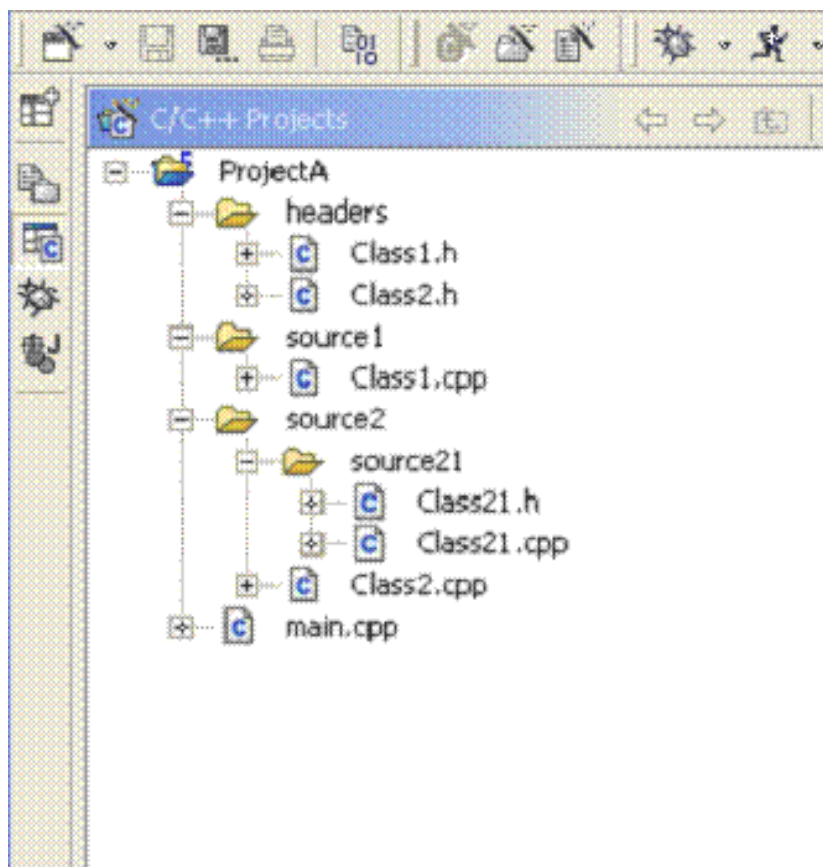 C/C++ Projects
ProjectA
headers
Class1.h
Class2.h
source1
Class1.cpp
source2
source21
Class21.h
Class21.cpp
Class2.cpp
main.cpp